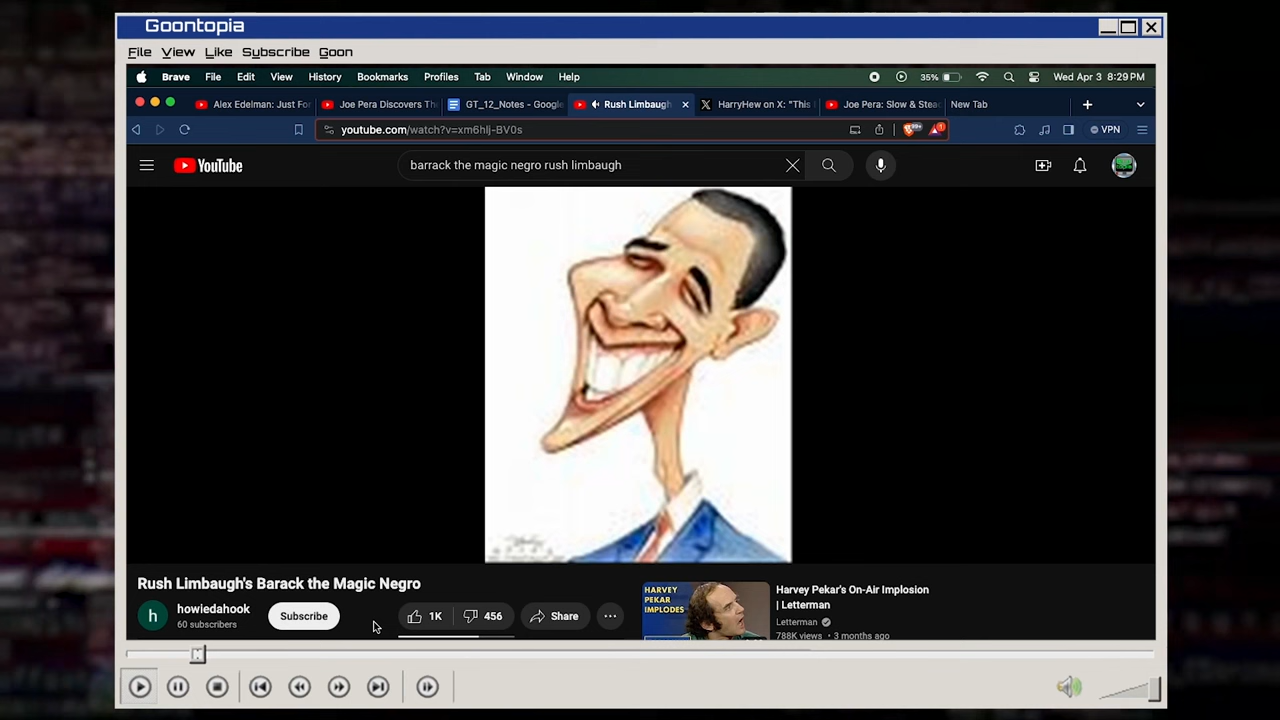 Goontopia
File View Like Subscribe Goon
Brave File Edit View History Bookmarks Profiles Tab Window Help 35% Wed Apr 3 8:29 PM
Alex Edelman: Just For Joe Pera Discovers Th GT_12_Notes - Google Rush Limbaugh HarryHew on X: "This Joe Pera: Slow & Stea New Tab
youtube.com/watch?v=xm6hlj-BV0s 99+ 1 VPN
YouTube barrack the magic negro rush limbaugh
Rush Limbaugh's Barack the Magic Negro
h howiedahook
60 subscribers
Subscribe 1K 456 Share
HARVEY
PEKAR
IMPLODES
Harvey Pekar's On-Air Implosion
| Letterman
Letterman
788K views • 3 months ago